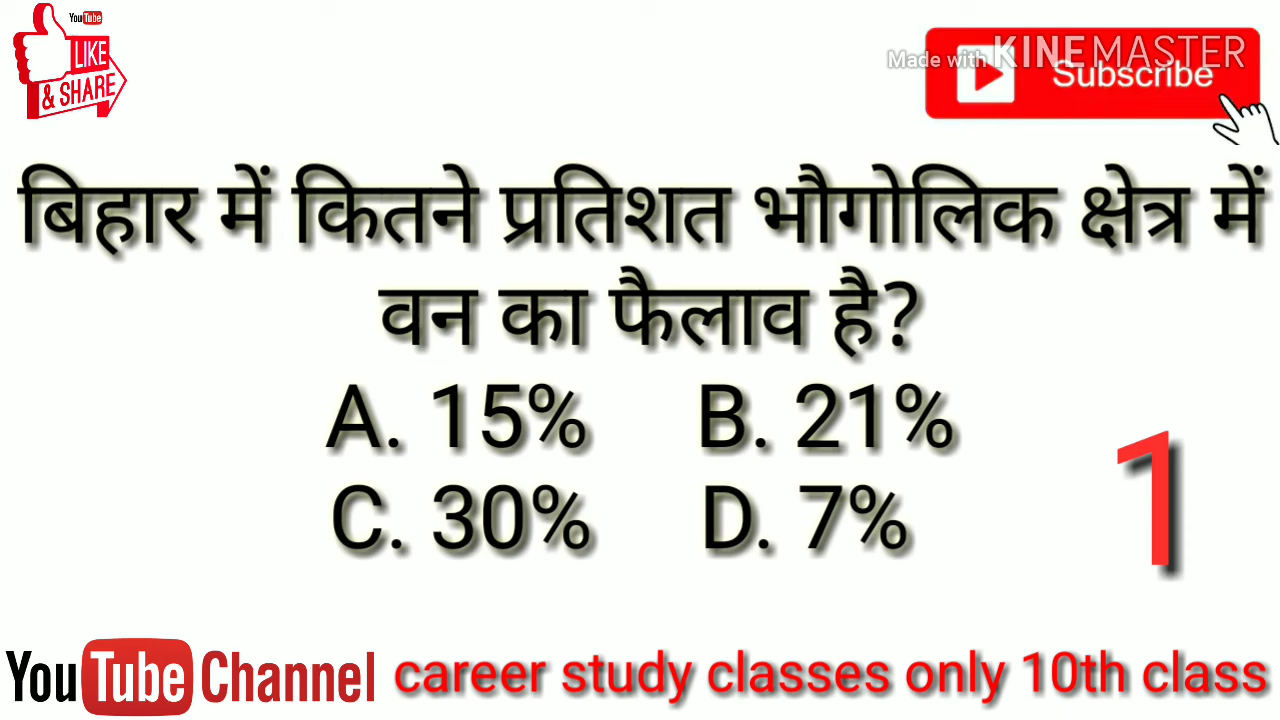 YouTube
LIKE
& SHARE
Made with KINEMASTER
Subscribe
बिहार में कितने प्रतिशत भौगोलिक क्षेत्र में
वन का फैलाव है?
A. 15% B. 21%
C. 30% D. 7%
1
YouTube Channel career study classes only 10th class